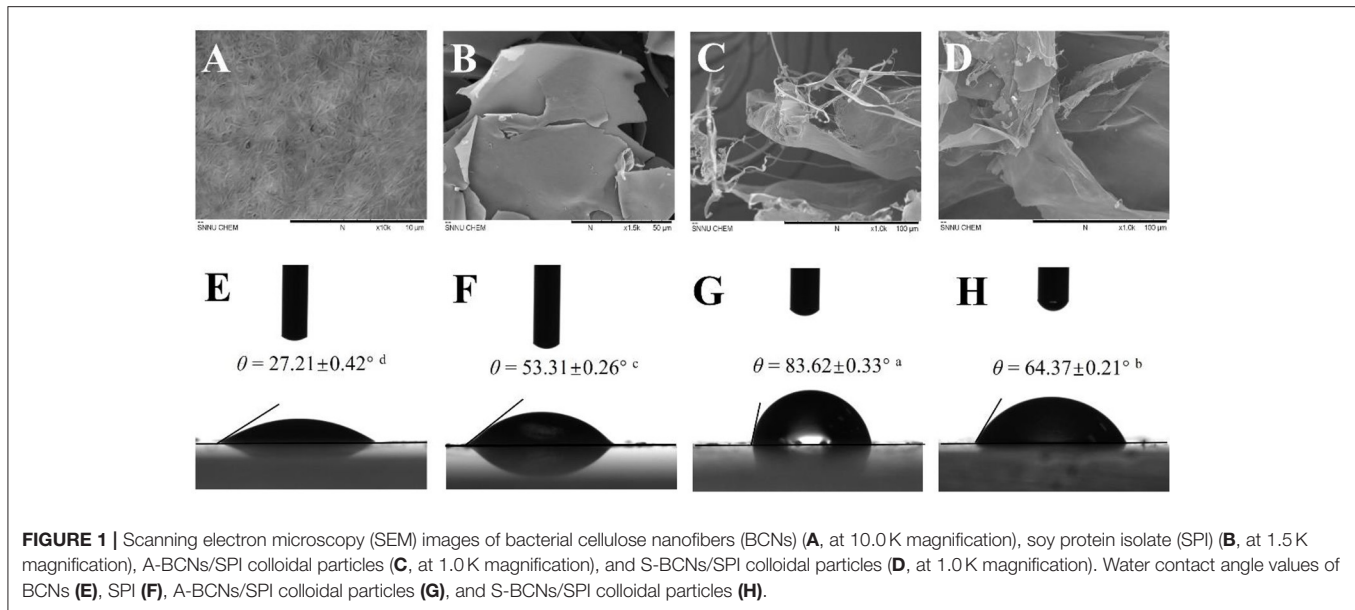 A
B
C
D
SNNU CHEM N x10k 10 µm
SNNU CHEM N x1.5k 50 µm
SNNU CHEM N x1.0k 100 µm
SNNU CHEM N x1.0k 100 µm
E
F
G
H
θ = 27.21±0.42° d
θ = 53.31±0.26° c
θ = 83.62±0.33° a
θ = 64.37±0.21° b
FIGURE 1 | Scanning electron microscopy (SEM) images of bacterial cellulose nanofibers (BCNs) (A, at 10.0 K magnification), soy protein isolate (SPI) (B, at 1.5 K
magnification), A-BCNs/SPI colloidal particles (C, at 1.0 K magnification), and S-BCNs/SPI colloidal particles (D, at 1.0 K magnification). Water contact angle values of
BCNs (E), SPI (F), A-BCNs/SPI colloidal particles (G), and S-BCNs/SPI colloidal particles (H).